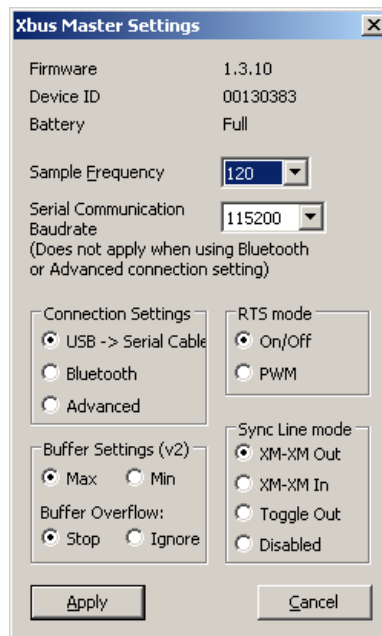 Xbus Master Settings
Firmware 1.3.10
Device ID 00130383
Battery Full
Sample Frequency 120
Serial Communication
Baudrate 115200
(Does not apply when using Bluetooth
or Advanced connection setting)
Connection Settings
USB -> Serial Cable
Bluetooth
Advanced
RTS mode
On/Off
PWM
Buffer Settings (v2)
Max Min
Buffer Overflow:
Stop Ignore
Sync Line mode
XM-XM Out
XM-XM In
Toggle Out
Disabled
Apply Cancel